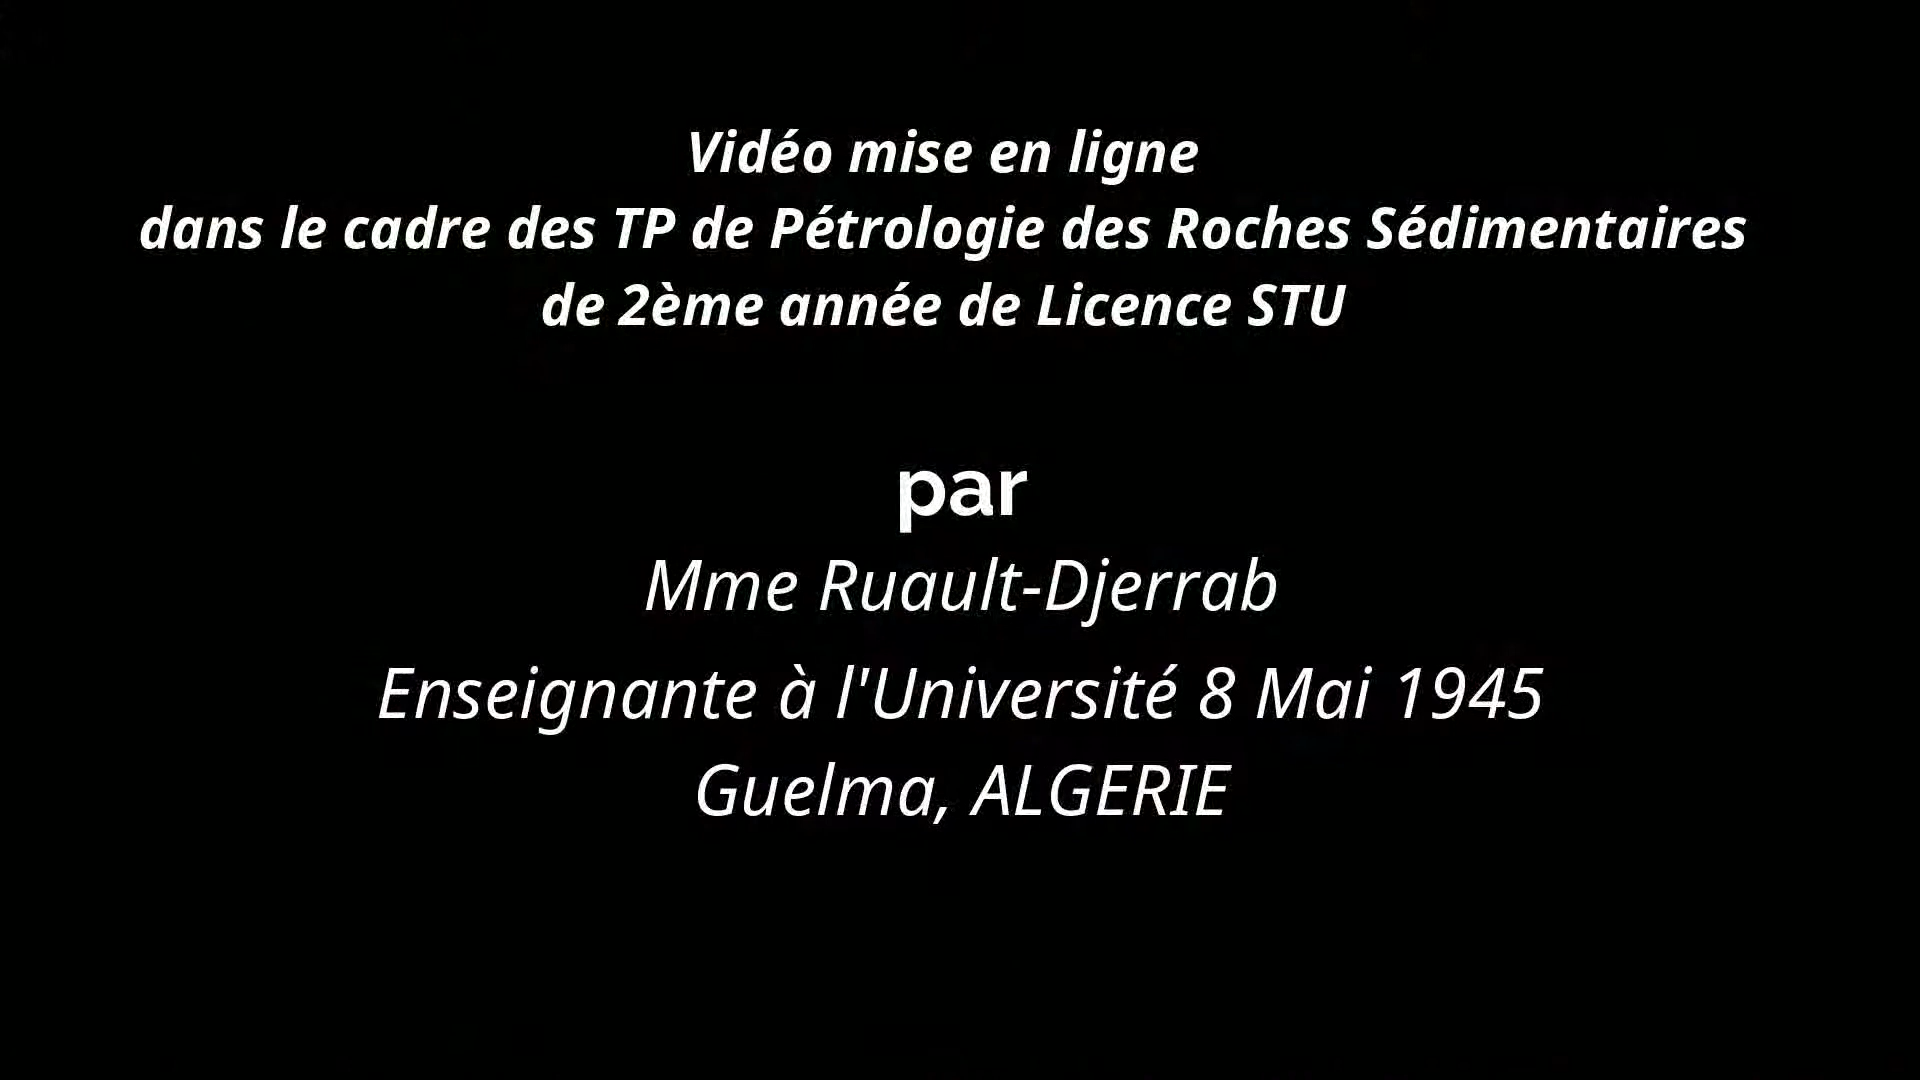 Vidéo mise en ligne
dans le cadre des TP de Pétrologie des Roches Sédimentaires
de 2ème année de Licence STU
par
Mme Ruault-Djerrab
Enseignante à l'Université 8 Mai 1945
Guelma, ALGERIE